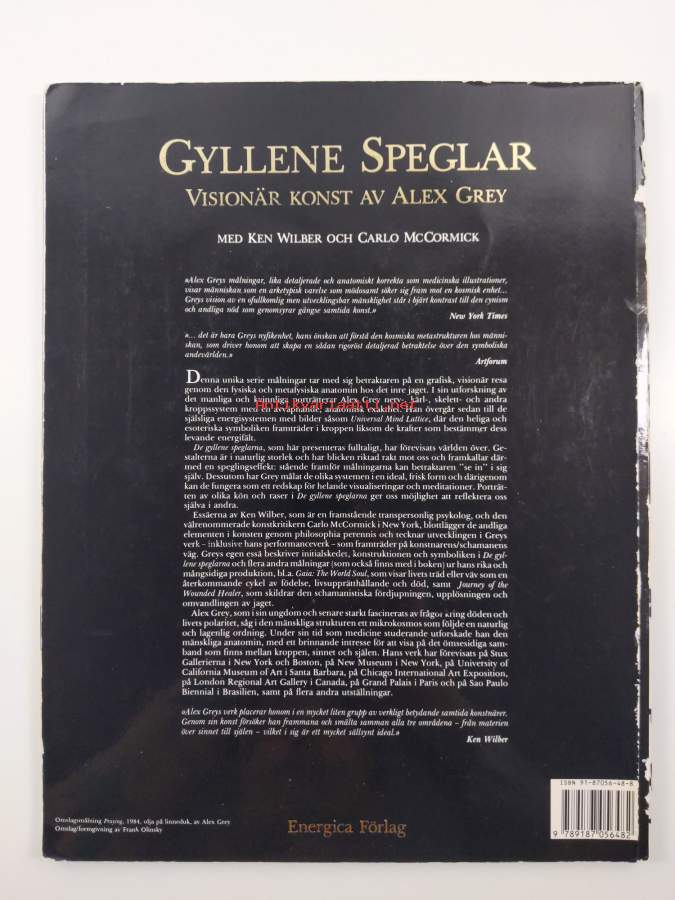 GYLLENE SPEGLAR
VISIONÄR KONST AV ALEX GREY
MED KEN WILBER OCH CARLO MCCORMICK
»Alex Greys målningar, lika detaljerade och anatomiskt korrekta som medicinska illustrationer,
visar människan som en arketypisk varelse som mödosamt söker sig fram mot en kosmisk enhet...
Greys vision av en ofullkomlig men utvecklingsbar mänsklighet står i bjärt kontrast till den cynism
och andliga nöd som genomsyrar gängse samtida konst.»
New York Times
»... det är bara Greys nyfikenhet, hans önskan att förstå den kosmiska metastrukturen hos männi-
skan, som driver honom att skapa en sådan rigoröst detaljerad betraktelse över den symboliska
andevärlden.»
Artforum
Denna unika serie målningar tar med sig betraktaren på en grafisk, visionär resa
genom den fysiska och metafysiska anatomin hos det inre jaget. I sin utforskning av
det manliga och kvinnliga porträtterar Alex Grey nerv-, kärl-, skelett- och andra
kroppssystem med en avväpnande, anatomisk exakthet. Han övergår sedan till de
själsliga energisystemen med bilder såsom Universal Mind Lattice, där den heliga och
esoteriska symboliken framträder i kroppen liksom de krafter som bestämmer dess
levande energifält.
De gyllene speglarna, som här presenteras fulltaligt, har förevisats världen över. Ge-
stalterna är i naturlig storlek och har blicken riktad rakt mot oss och framkallar där-
med en speglingseffekt: stående framför målningarna kan betraktaren "se in" i sig
själv. Dessutom har Grey målat de olika systemen i en ideal, frisk form och därigenom
kan de fungera som ett redskap för helande visualiseringar och meditationer. Porträt-
ten av olika kön och raser i De gyllene speglarna ger oss möjlighet att reflektera oss
själva i andra.
Essäerna av Ken Wilber, som är en framstående transpersonlig psykolog, och den
välrenommerade konstkritikern Carlo McCormick i New York, blottlägger de andliga
elementen i konsten genom philosophia perennis och tecknar utvecklingen i Greys
verk – inklusive hans performanceverk – som framträder på konstnärens/schamanens
väg. Greys egen essä beskriver initialskedet, konstruktionen och symboliken i De gyl-
lene speglarna och flera andra målningar (som också finns med i boken) ur hans rika och
mångsidiga produktion, bl.a. Gaia: The World Soul, som visar livets träd eller väv som en
återkommande cykel av födelse, livsupprätthållande och död, samt Journey of the
Wounded Healer, som skildrar den schamanistiska fördjupningen, upplösningen och
omvandlingen av jaget.
Alex Grey, som i sin ungdom och senare starkt fascinerats av frågor kring döden och
livets polaritet, såg i den mänskliga strukturen ett mikrokosmos som följde en naturlig
och lagenlig ordning. Under sin tid som medicine studerande utforskade han den
mänskliga anatomin, med ett brinnande intresse för att visa på det ömsesidiga sam-
band som finns mellan kroppen, sinnet och själen. Hans verk har förevisats på Stux
Gallerierna i New York och Boston, på New Museum i New York, på University of
California Museum of Art i Santa Barbara, på Chicago International Art Exposition,
på London Regional Art Gallery i Canada, på Grand Palais i Paris och på Sao Paulo
Biennial i Brasilien, samt på flera andra utställningar.
»Alex Greys verk placerar honom i en mycket liten grupp av verkligt betydande samtida konstnärer.
Genom sin konst försöker han frammana och smälta samman alla tre områdena – från materien
över sinnet till själen – vilket i sig är ett mycket sällsynt ideal.»
Ken Wilber
Omslagsmålning Praying, 1984, olja på linneduk, av Alex Grey
Omslag/formgivning av Frank Olinsky
Energica Förlag
ISBN 91-87056-48-8
9 789187 056482
antikvariaatti.net